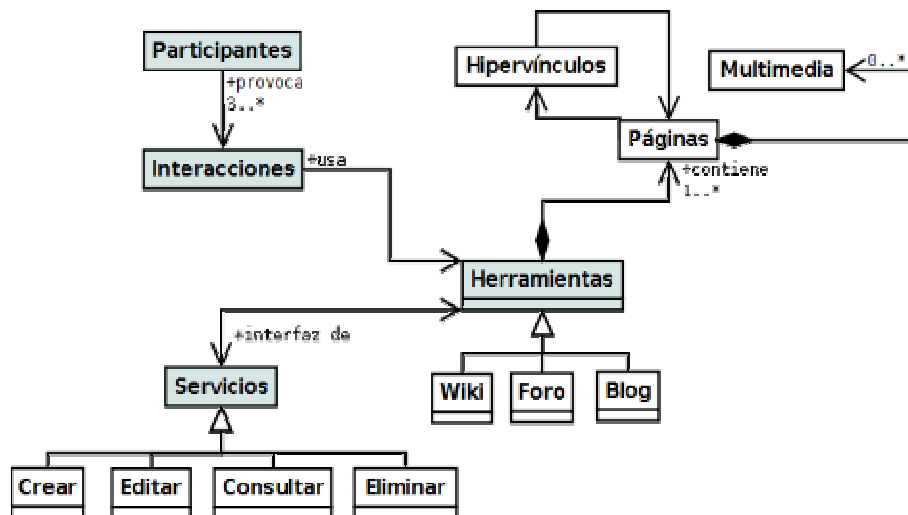 Participantes
+provoca
3..*
Hipervínculos
Multimedia
0..*
Páginas
Interacciones
+usa
+contiene
1..*
Herramientas
+interfaz de
Servicios
Wiki
Foro
Blog
Crear
Editar
Consultar
Eliminar